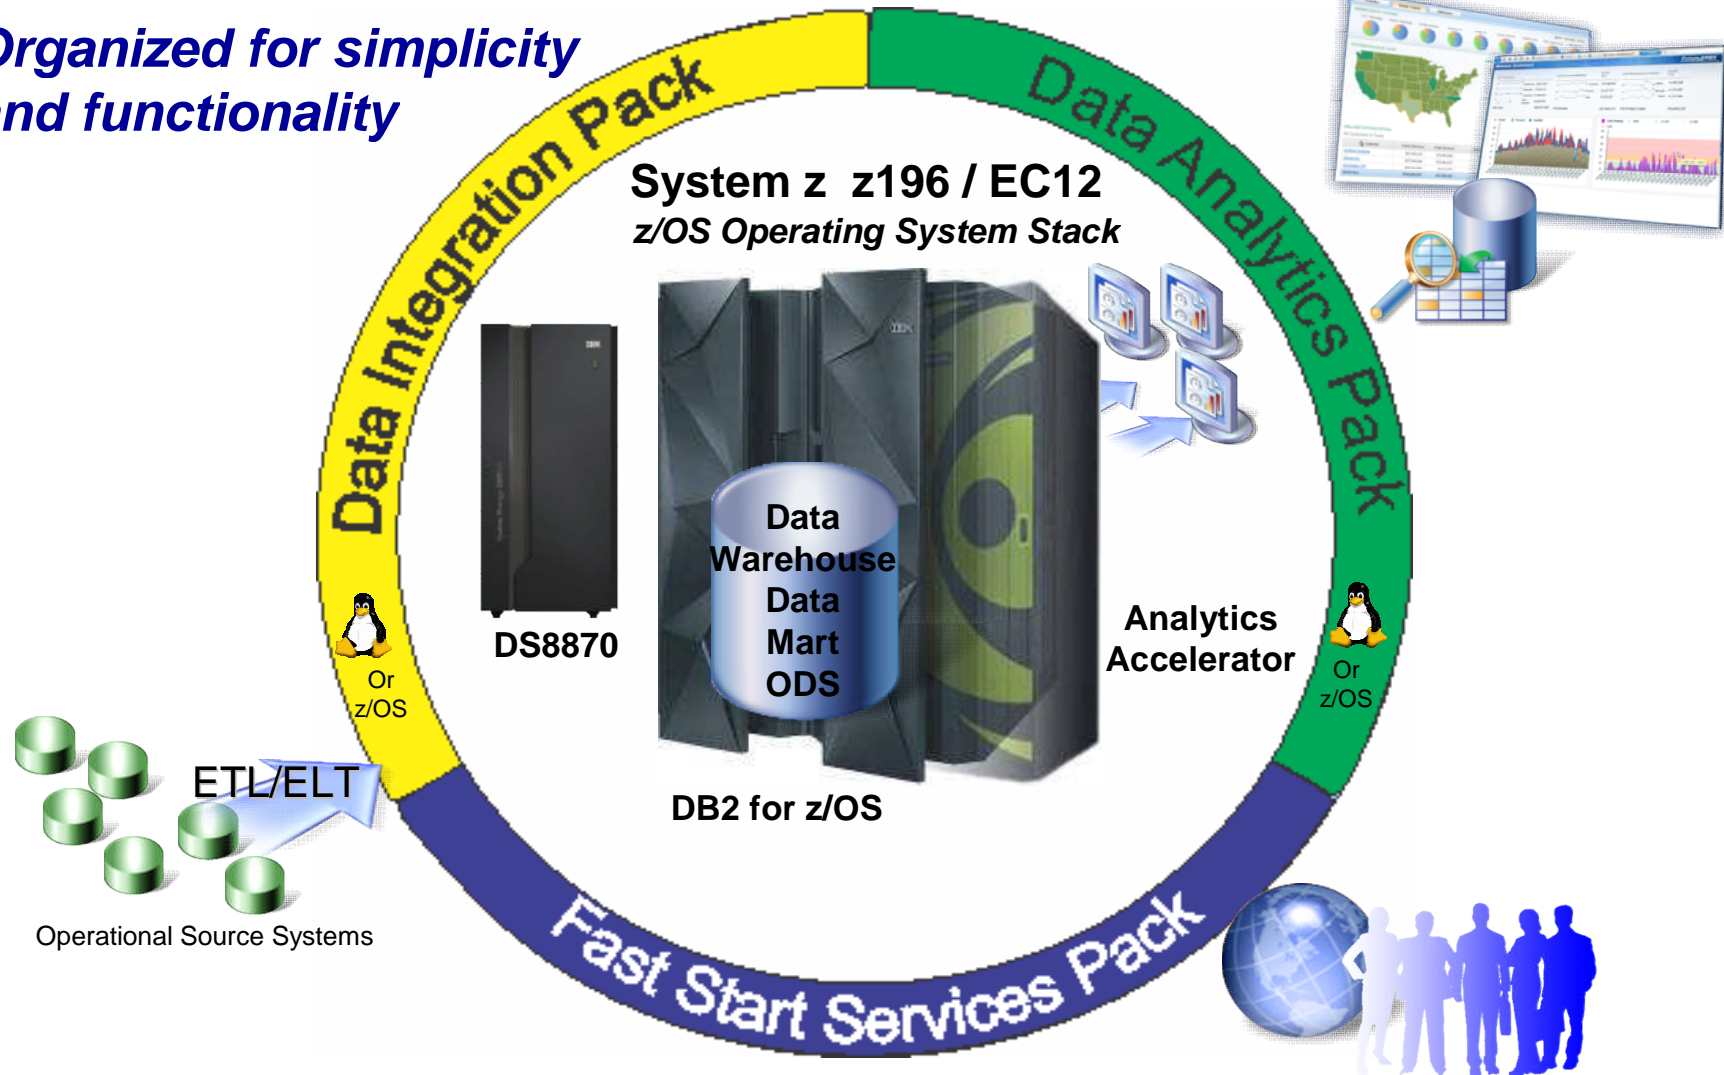 Organized for simplicity
and functionality
Data Integration Pack
Data Analytics Pack
System z z196 / EC12
z/OS Operating System Stack
IBM
IBM
Data
Warehouse
Data
Mart
ODS
DS8870
Analytics
Accelerator
Or
z/OS
Or
z/OS
ETL/ELT
DB2 for z/OS
Operational Source Systems
Fast Start Services Pack